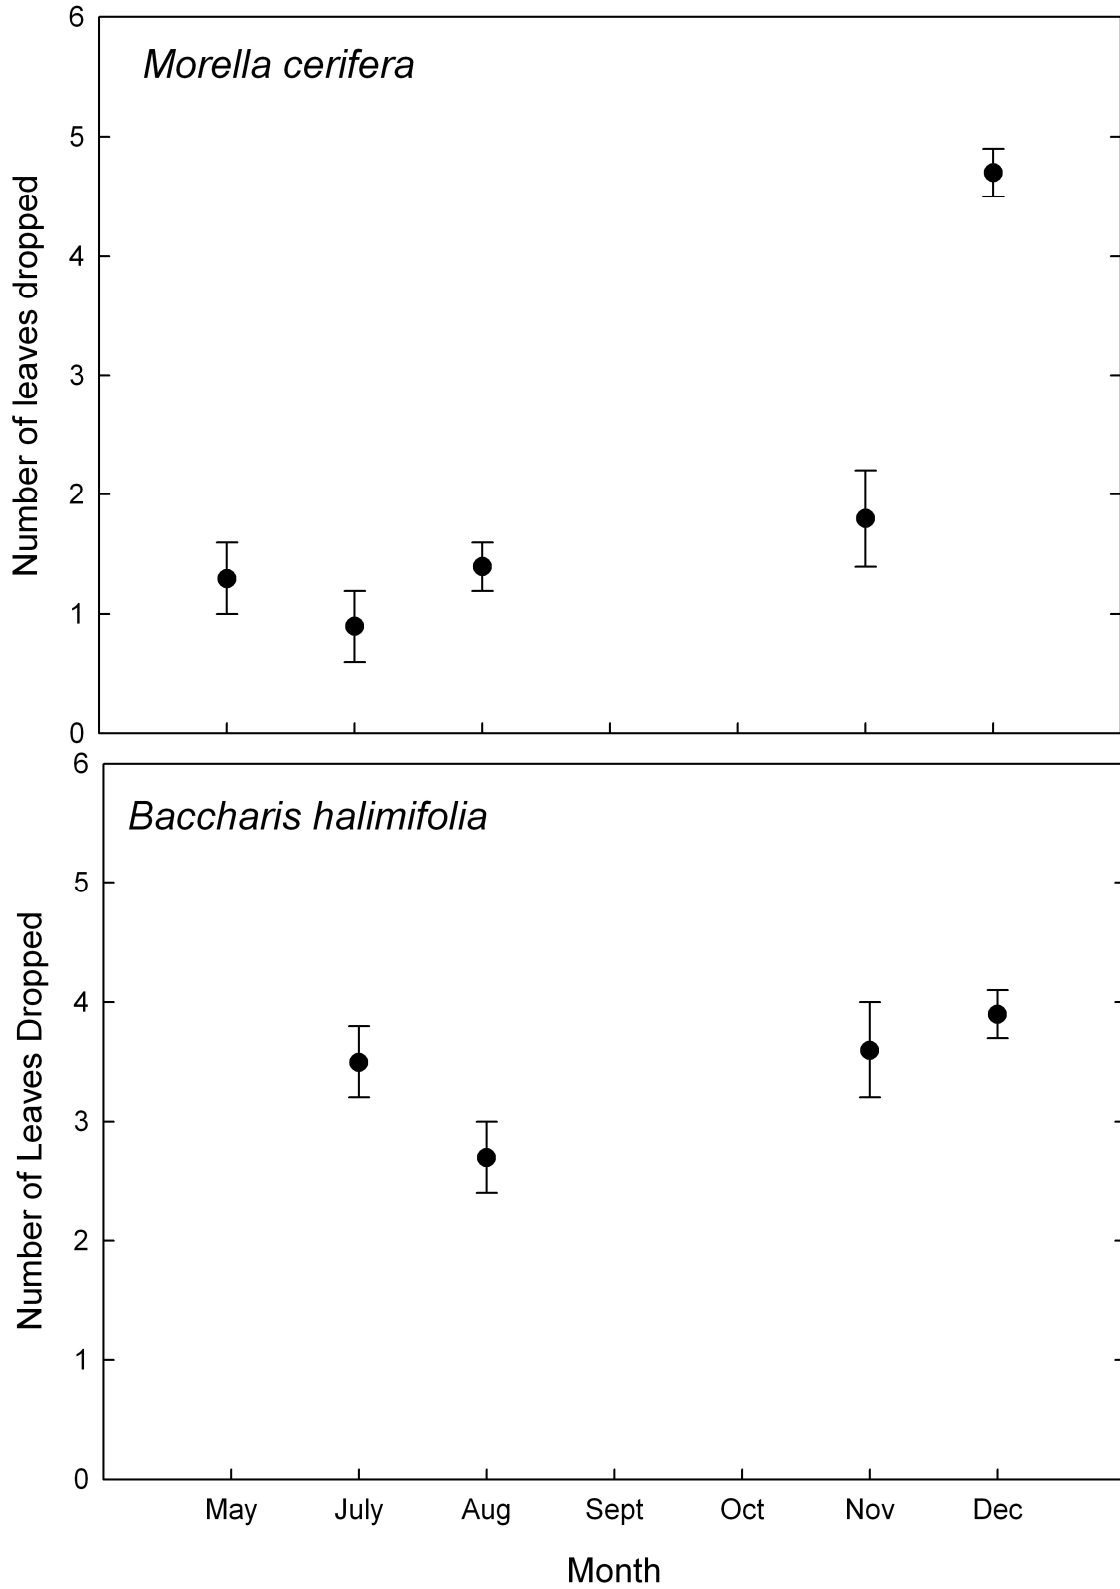 6
Morella cerifera
5
4
3
2
1
0
Number of leaves dropped
6
Baccharis halimifolia
5
4
3
2
1
0
Number of Leaves Dropped
May July Aug Sept Oct Nov Dec
Month